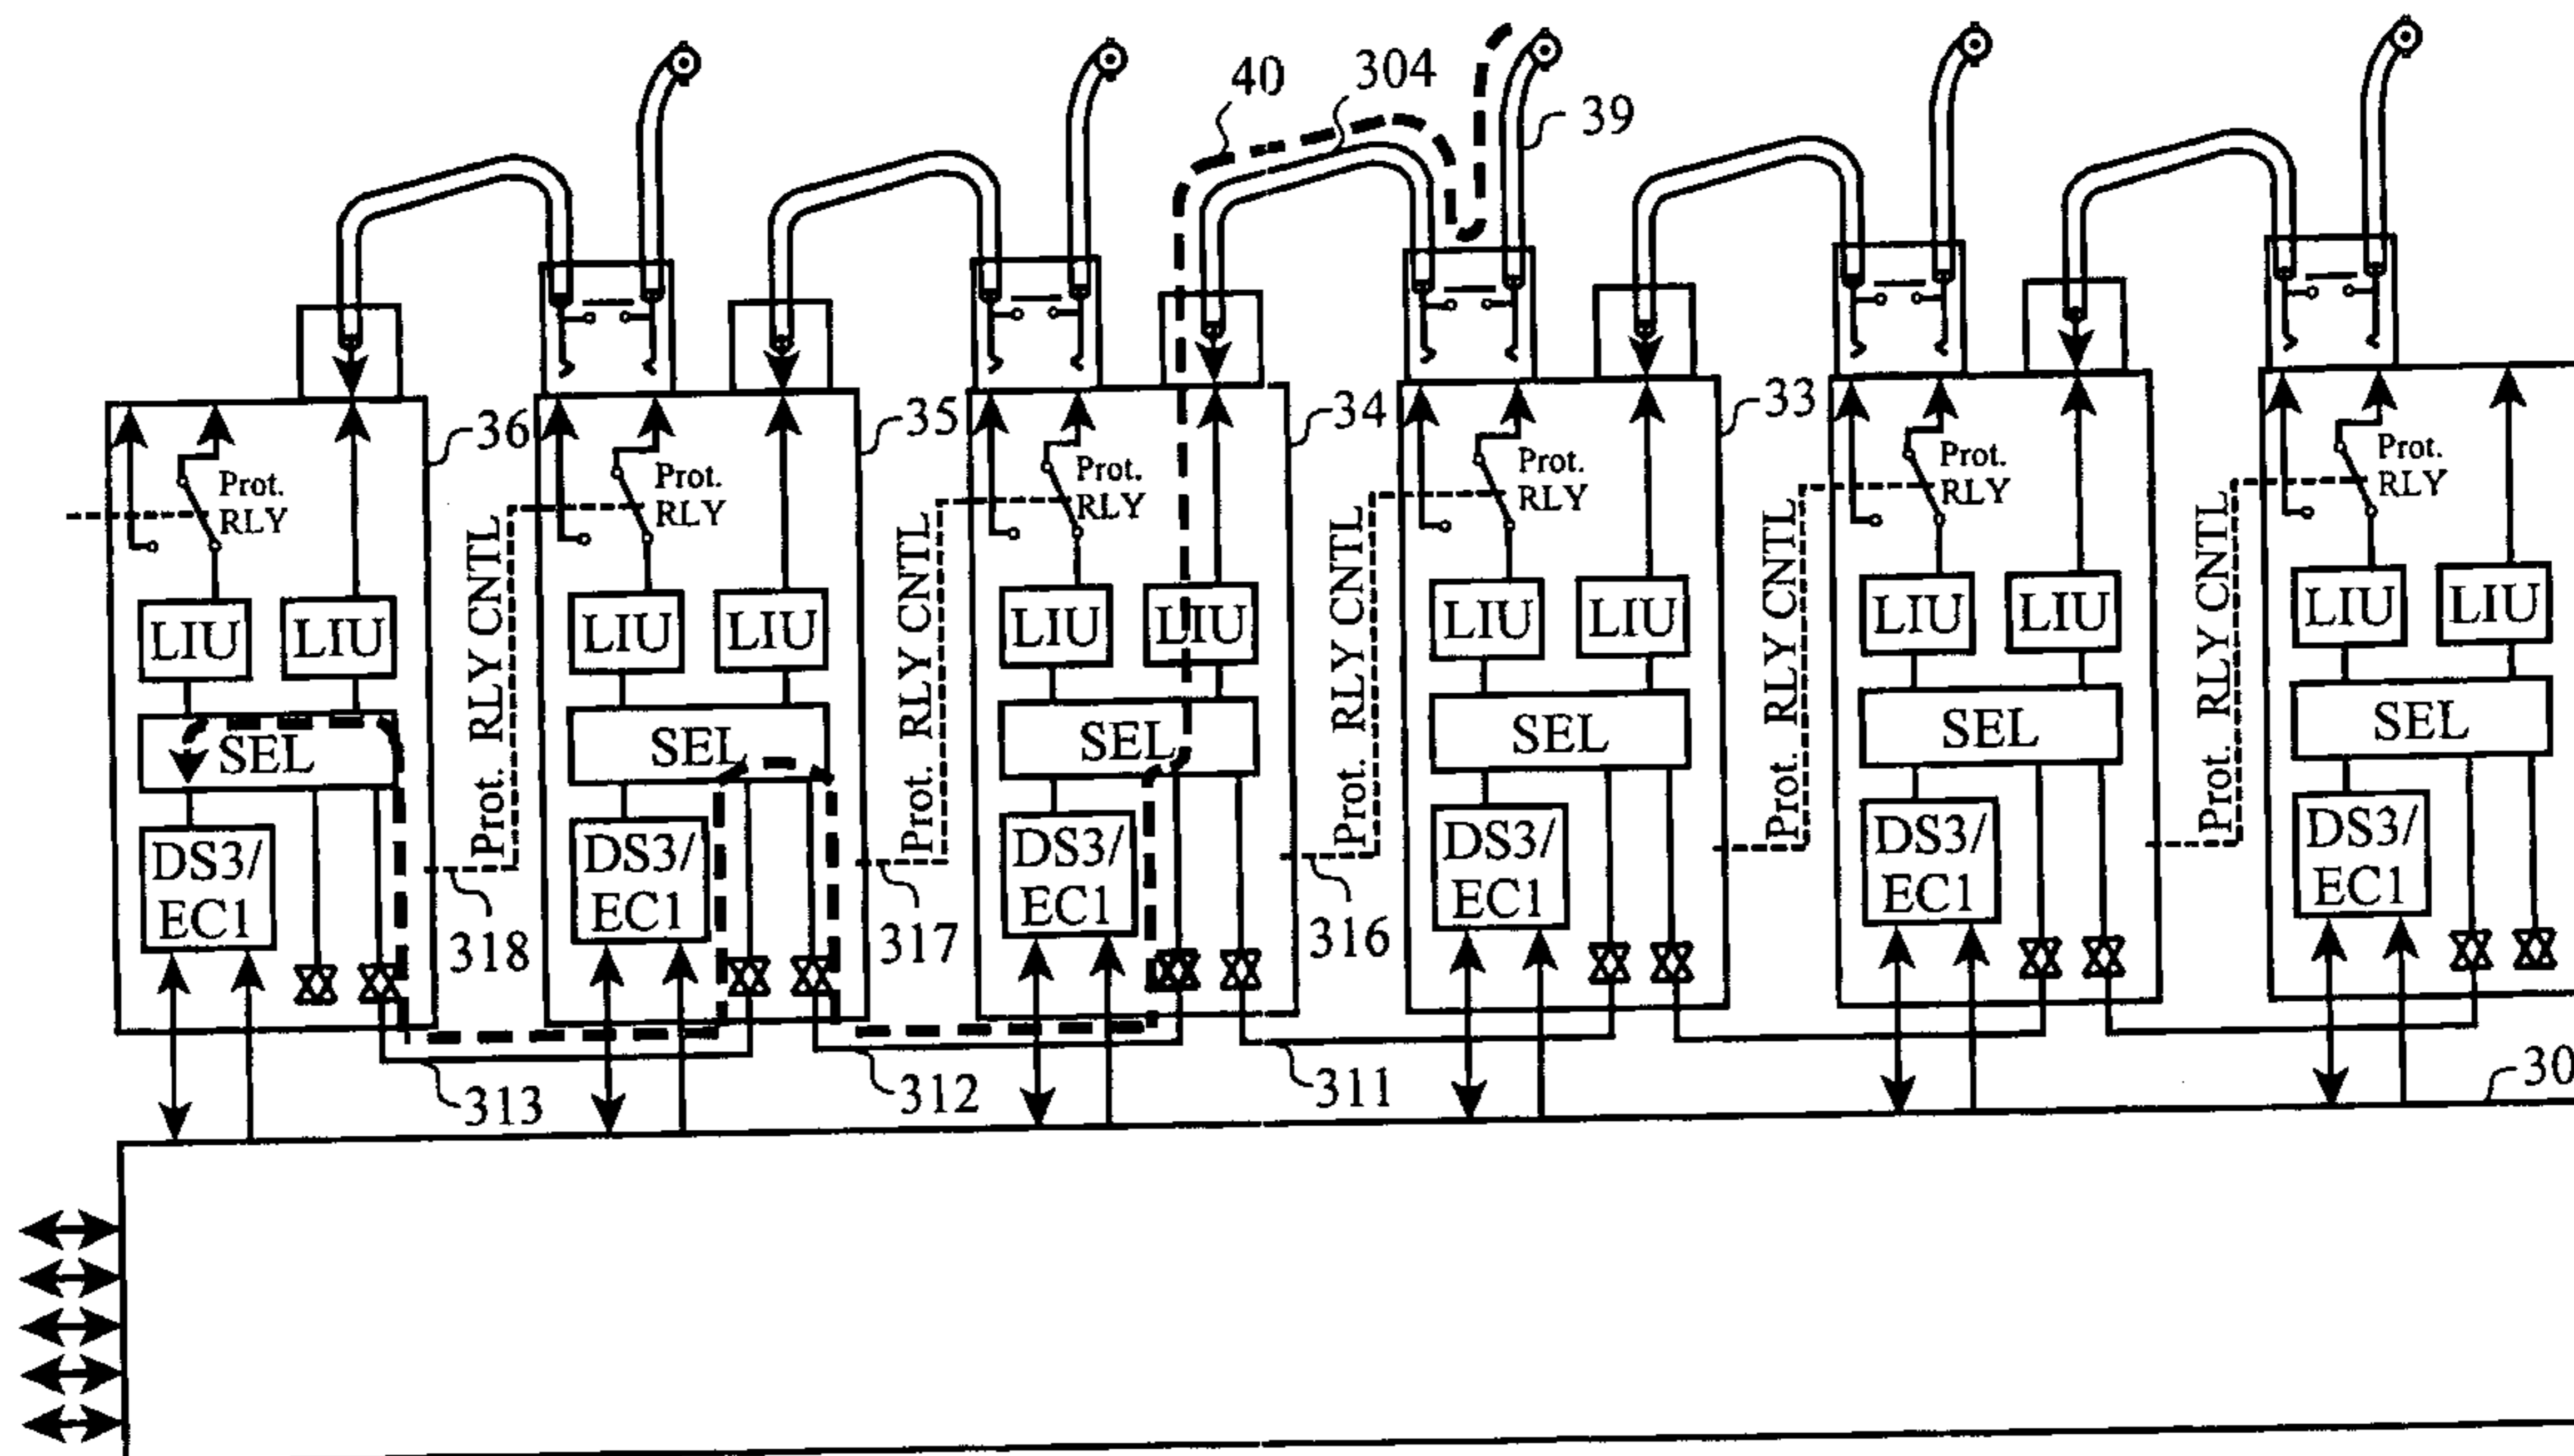 40
304
39
36
35
34
33
Prot.
RLY
Prot.
RLY
Prot.
RLY
Prot.
RLY
Prot.
RLY
Prot.
RLY
Prot. RLY CNTL
Prot. RLY CNTL
Prot. RLY CNTL
Prot. RLY CNTL
Prot. RLY CNTL
LIU
LIU
LIU
LIU
LIU
LIU
LIU
LIU
LIU
LIU
LIU
LIU
SEL
SEL
SEL
SEL
SEL
SEL
DS3/
EC1
DS3/
EC1
DS3/
EC1
DS3/
EC1
DS3/
EC1
DS3/
EC1
318
317
316
313
312
311
30